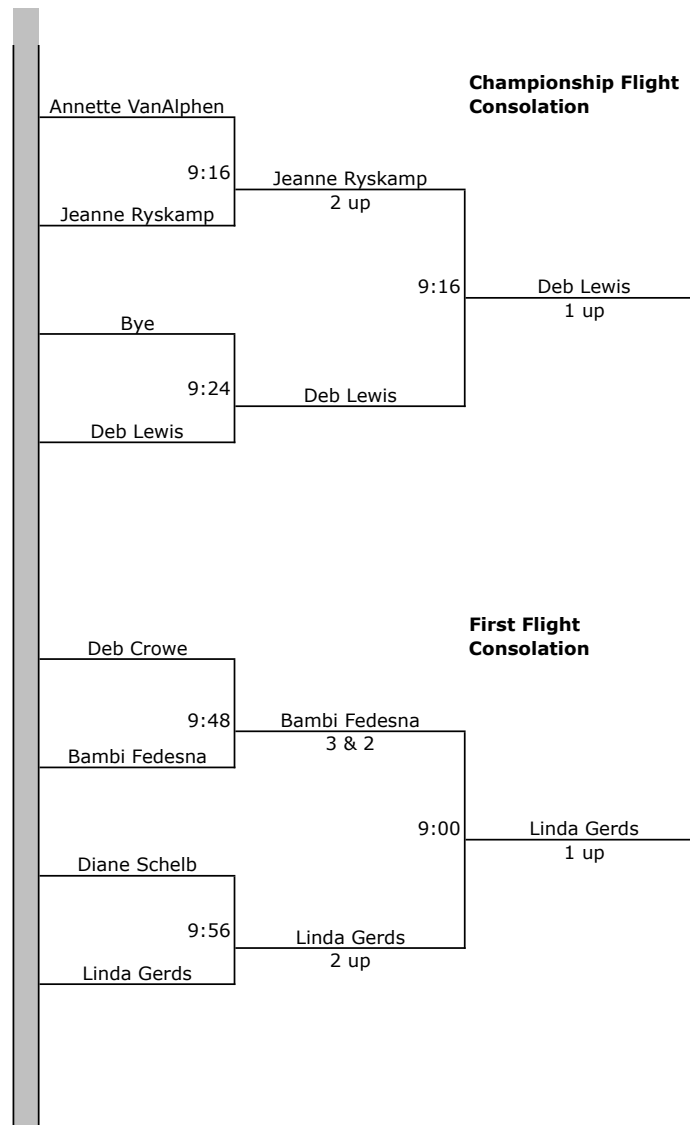 Championship Flight
Consolation
Annette VanAlphen
9:16
Jeanne Ryskamp
2 up
Jeanne Ryskamp
9:16
Deb Lewis
1 up
Bye
9:24
Deb Lewis
Deb Lewis
First Flight
Consolation
Deb Crowe
9:48
Bambi Fedesna
3 & 2
Bambi Fedesna
9:00
Linda Gerds
1 up
Diane Schelb
9:56
Linda Gerds
2 up
Linda Gerds